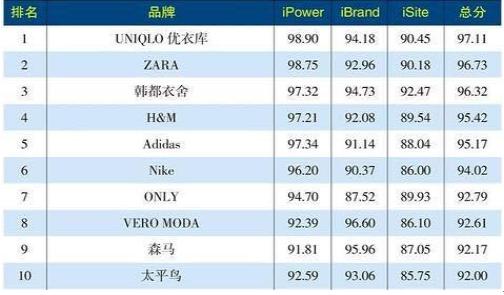 排名 品牌 iPower iBrand iSite 总分
1 UNIQLO 优衣库 98.90 94.18 90.45 97.11
2 ZARA 98.75 92.96 90.18 96.73
3 韩都衣舍 97.32 94.73 92.47 96.32
4 H&M 97.21 92.08 89.54 95.42
5 Adidas 97.34 91.14 88.04 95.17
6 Nike 96.20 90.37 86.00 94.02
7 ONLY 94.70 87.52 89.93 92.79
8 VERO MODA 92.39 96.60 86.10 92.61
9 森马 91.81 95.96 87.05 92.17
10 太平鸟 92.59 93.06 85.75 92.00